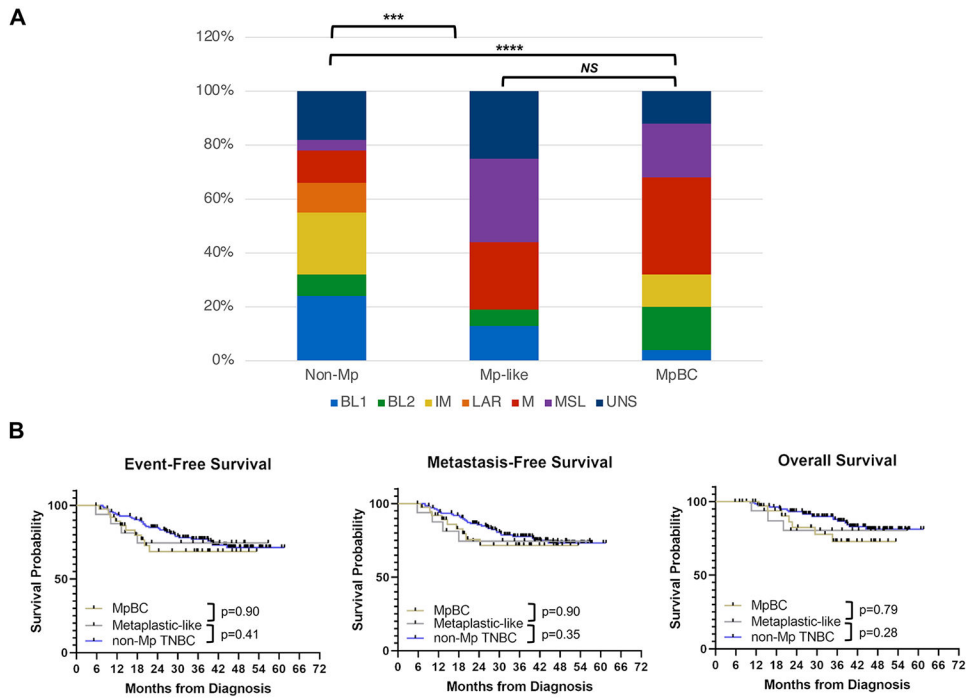 A
***
****
NS
120%
100%
80%
60%
40%
20%
0%
Non-Mp Mp-like MpBC
BL1 BL2 IM LAR M MSL UNS
B
Event-Free Survival
Survival Probability
100
50
0
MpBC
Metaplastic-like
non-Mp TNBC
p=0.90
p=0.41
0 6 12 18 24 30 36 42 48 54 60 66 72
Months from Diagnosis
Metastasis-Free Survival
Survival Probability
100
50
0
MpBC
Metaplastic-like
non-Mp TNBC
p=0.90
p=0.35
0 6 12 18 24 30 36 42 48 54 60 66 72
Months from Diagnosis
Overall Survival
Survival Probability
100
50
0
MpBC
Metaplastic-like
non-Mp TNBC
p=0.79
p=0.28
0 6 12 18 24 30 36 42 48 54 60 66 72
Months from Diagnosis